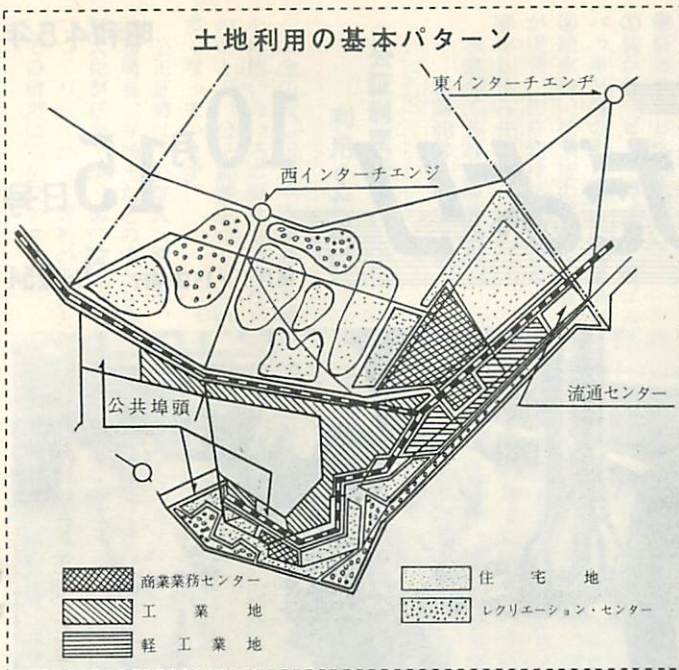 土地利用の基本パターン
東インターチエンヂ
西インターチエンジ
流通センター
公共埠頭
商業業務センター
工業地
軽工業地
住宅地
レクリエーション・センター